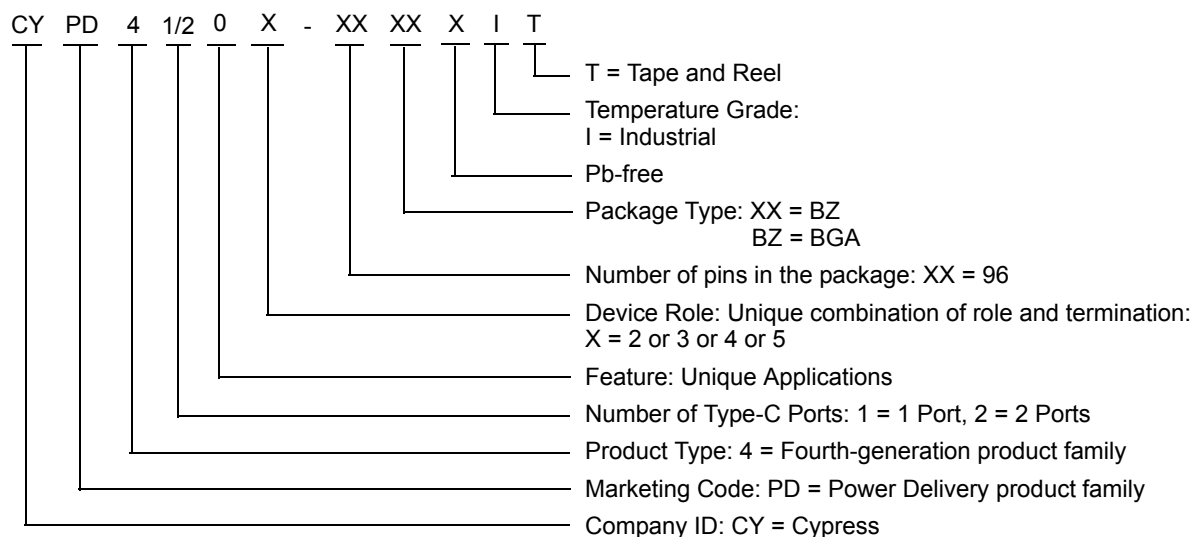 CY PD 4 1/2 0 X - XX XX X I T
T = Tape and Reel
Temperature Grade:
I = Industrial
Pb-free
Package Type: XX = BZ
BZ = BGA
Number of pins in the package: XX = 96
Device Role: Unique combination of role and termination:
X = 2 or 3 or 4 or 5
Feature: Unique Applications
Number of Type-C Ports: 1 = 1 Port, 2 = 2 Ports
Product Type: 4 = Fourth-generation product family
Marketing Code: PD = Power Delivery product family
Company ID: CY = Cypress